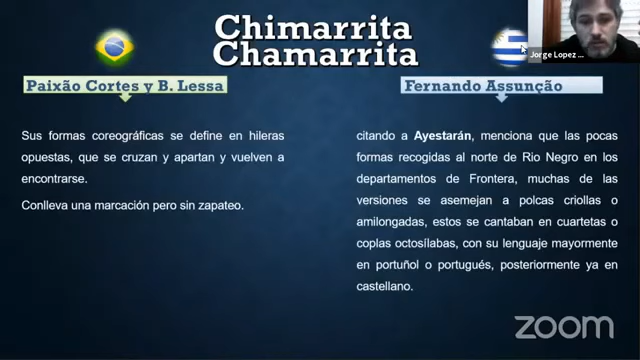 Chimarrita
Chamarrita
Jorge Lopez ...
Paixão Cortes y B. Lessa
Sus formas coreográficas se define en hileras
opuestas, que se cruzan y apartan y vuelven a
encontrarse.
Conlleva una marcación pero sin zapateo.
Fernando Assunção
citando a Ayestarán, menciona que las pocas
formas recogidas al norte de Rio Negro en los
departamentos de Frontera, muchas de las
versiones se asemejan a polcas criollas o
amilongadas, estos se cantaban en cuartetas o
coplas octosílabas, con su lenguaje mayormente
en portuñol o portugués, posteriormente ya en
castellano.
zoom